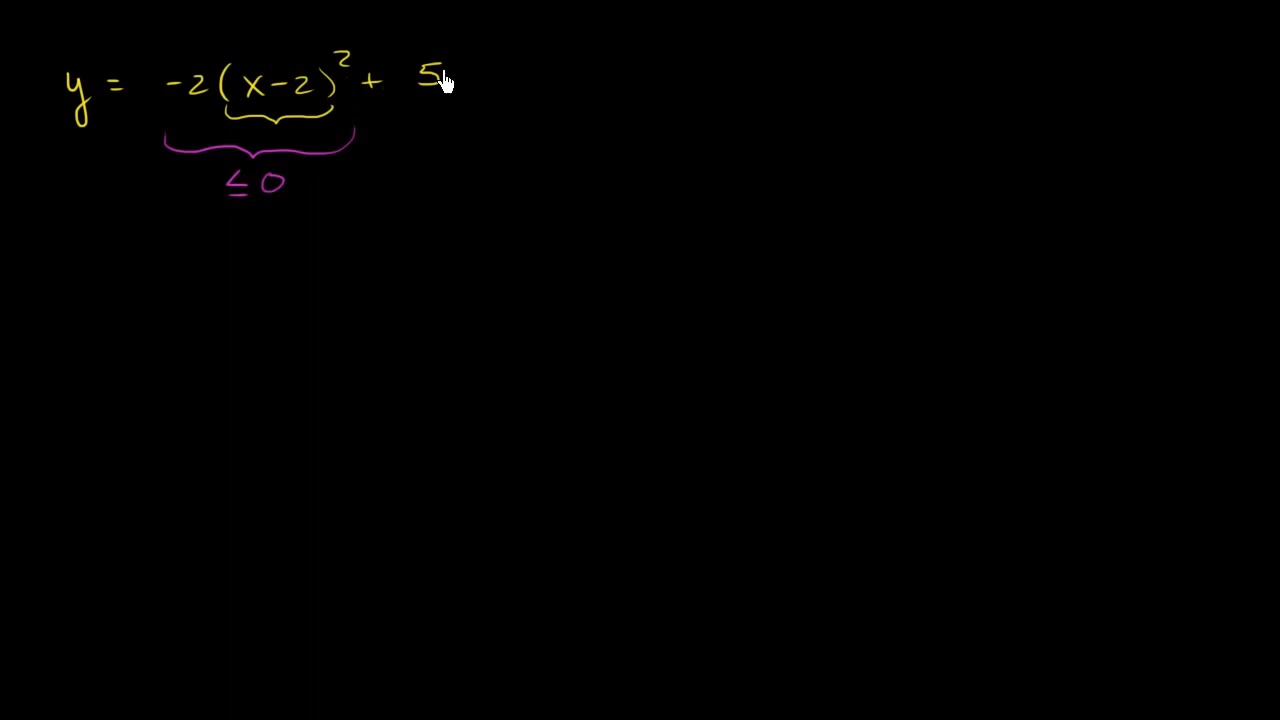 y = -2(x-2)² + 5
≤ 0